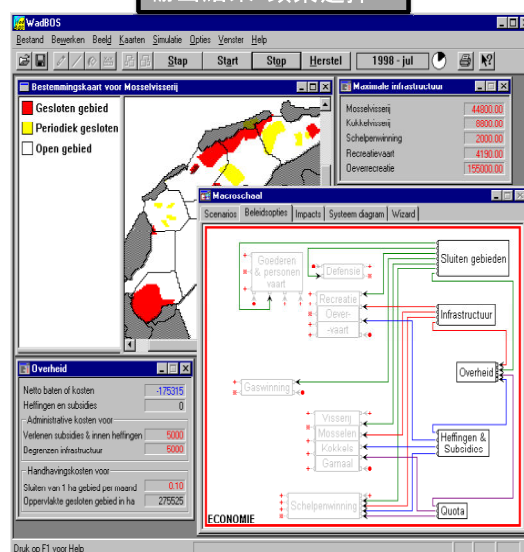 WadBOS
Bestand Bewerken Beeld Kaarten Simulatie Opties Venster Help
Stap Start Stop Herstel 1998 - jul
Bestemmingskaart voor Mosselvisserij
Gesloten gebied
Periodiek gesloten
Open gebied
Maximale infrastructuur
Mosselvisserij 44800.00
Kokkelvisserij 8800.00
Schelpenwinning 2000.00
Recreatievaart 4190.00
Oeverrecreatie 155000.00
Macroschaal
Scenarios Beleidsopties Impacts Systeem diagram Wizard
Goederen
& personen
vaart
Defensie
Sluiten gebieden
Recreatie
Oever-
-vaart
Infrastructuur
Overheid
Gaswinning
Visserij
Mosselen
Kokkels
Garnaal
Heffingen &
Subsidies
Schelpenwinning
Quota
ECONOMIE
Overheid
Netto baten of kosten -175315
Heffingen en subsidies 0
Administratieve kosten voor
Verlenen subsidies & innen heffingen 5000
Begrenzen infrastructuur 5000
Handhavingskosten voor
Sluiten van 1 ha gebied per maand 0.10
Oppervlakte gesloten gebied in ha 275525
Druk op F1 voor Help